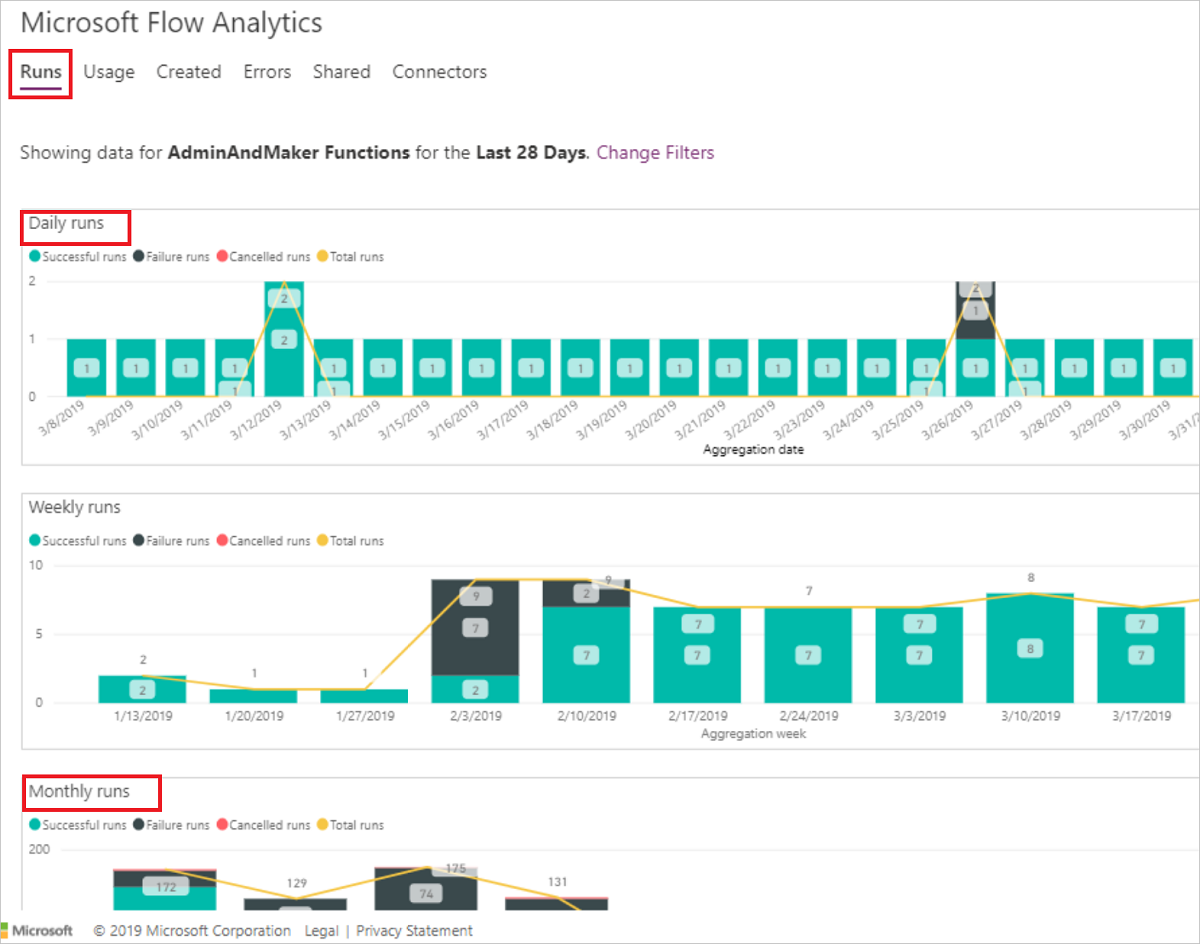 Microsoft Flow Analytics
Runs Usage Created Errors Shared Connectors
Showing data for AdminAndMaker Functions for the Last 28 Days. Change Filters
Daily runs
Successful runs Failure runs Cancelled runs Total runs
2
2 2
1 2 1
1 1 1 1 1 1 1 1 1 1 1 1 1 1 1 1 1 1 1 1 1 1
0 1 1 1 1
3/8/2019 3/9/2019 3/10/2019 3/11/2019 3/12/2019 3/13/2019 3/14/2019 3/15/2019 3/16/2019 3/17/2019 3/18/2019 3/19/2019 3/20/2019 3/21/2019 3/22/2019 3/23/2019 3/24/2019 3/25/2019 3/26/2019 3/27/2019 3/28/2019 3/29/2019 3/30/2019 3/31/2
Aggregation date
Weekly runs
Successful runs Failure runs Cancelled runs Total runs
10
9 8
9 2 7
5 7 7 7 7
2 1 1 7 7 7 7 8 7
0 2 2
1/13/2019 1/20/2019 1/27/2019 2/3/2019 2/10/2019 2/17/2019 2/24/2019 3/3/2019 3/10/2019 3/17/2019
Aggregation week
Monthly runs
Successful runs Failure runs Cancelled runs Total runs
200
175
172 129 74 131
Microsoft © 2019 Microsoft Corporation Legal | Privacy Statement